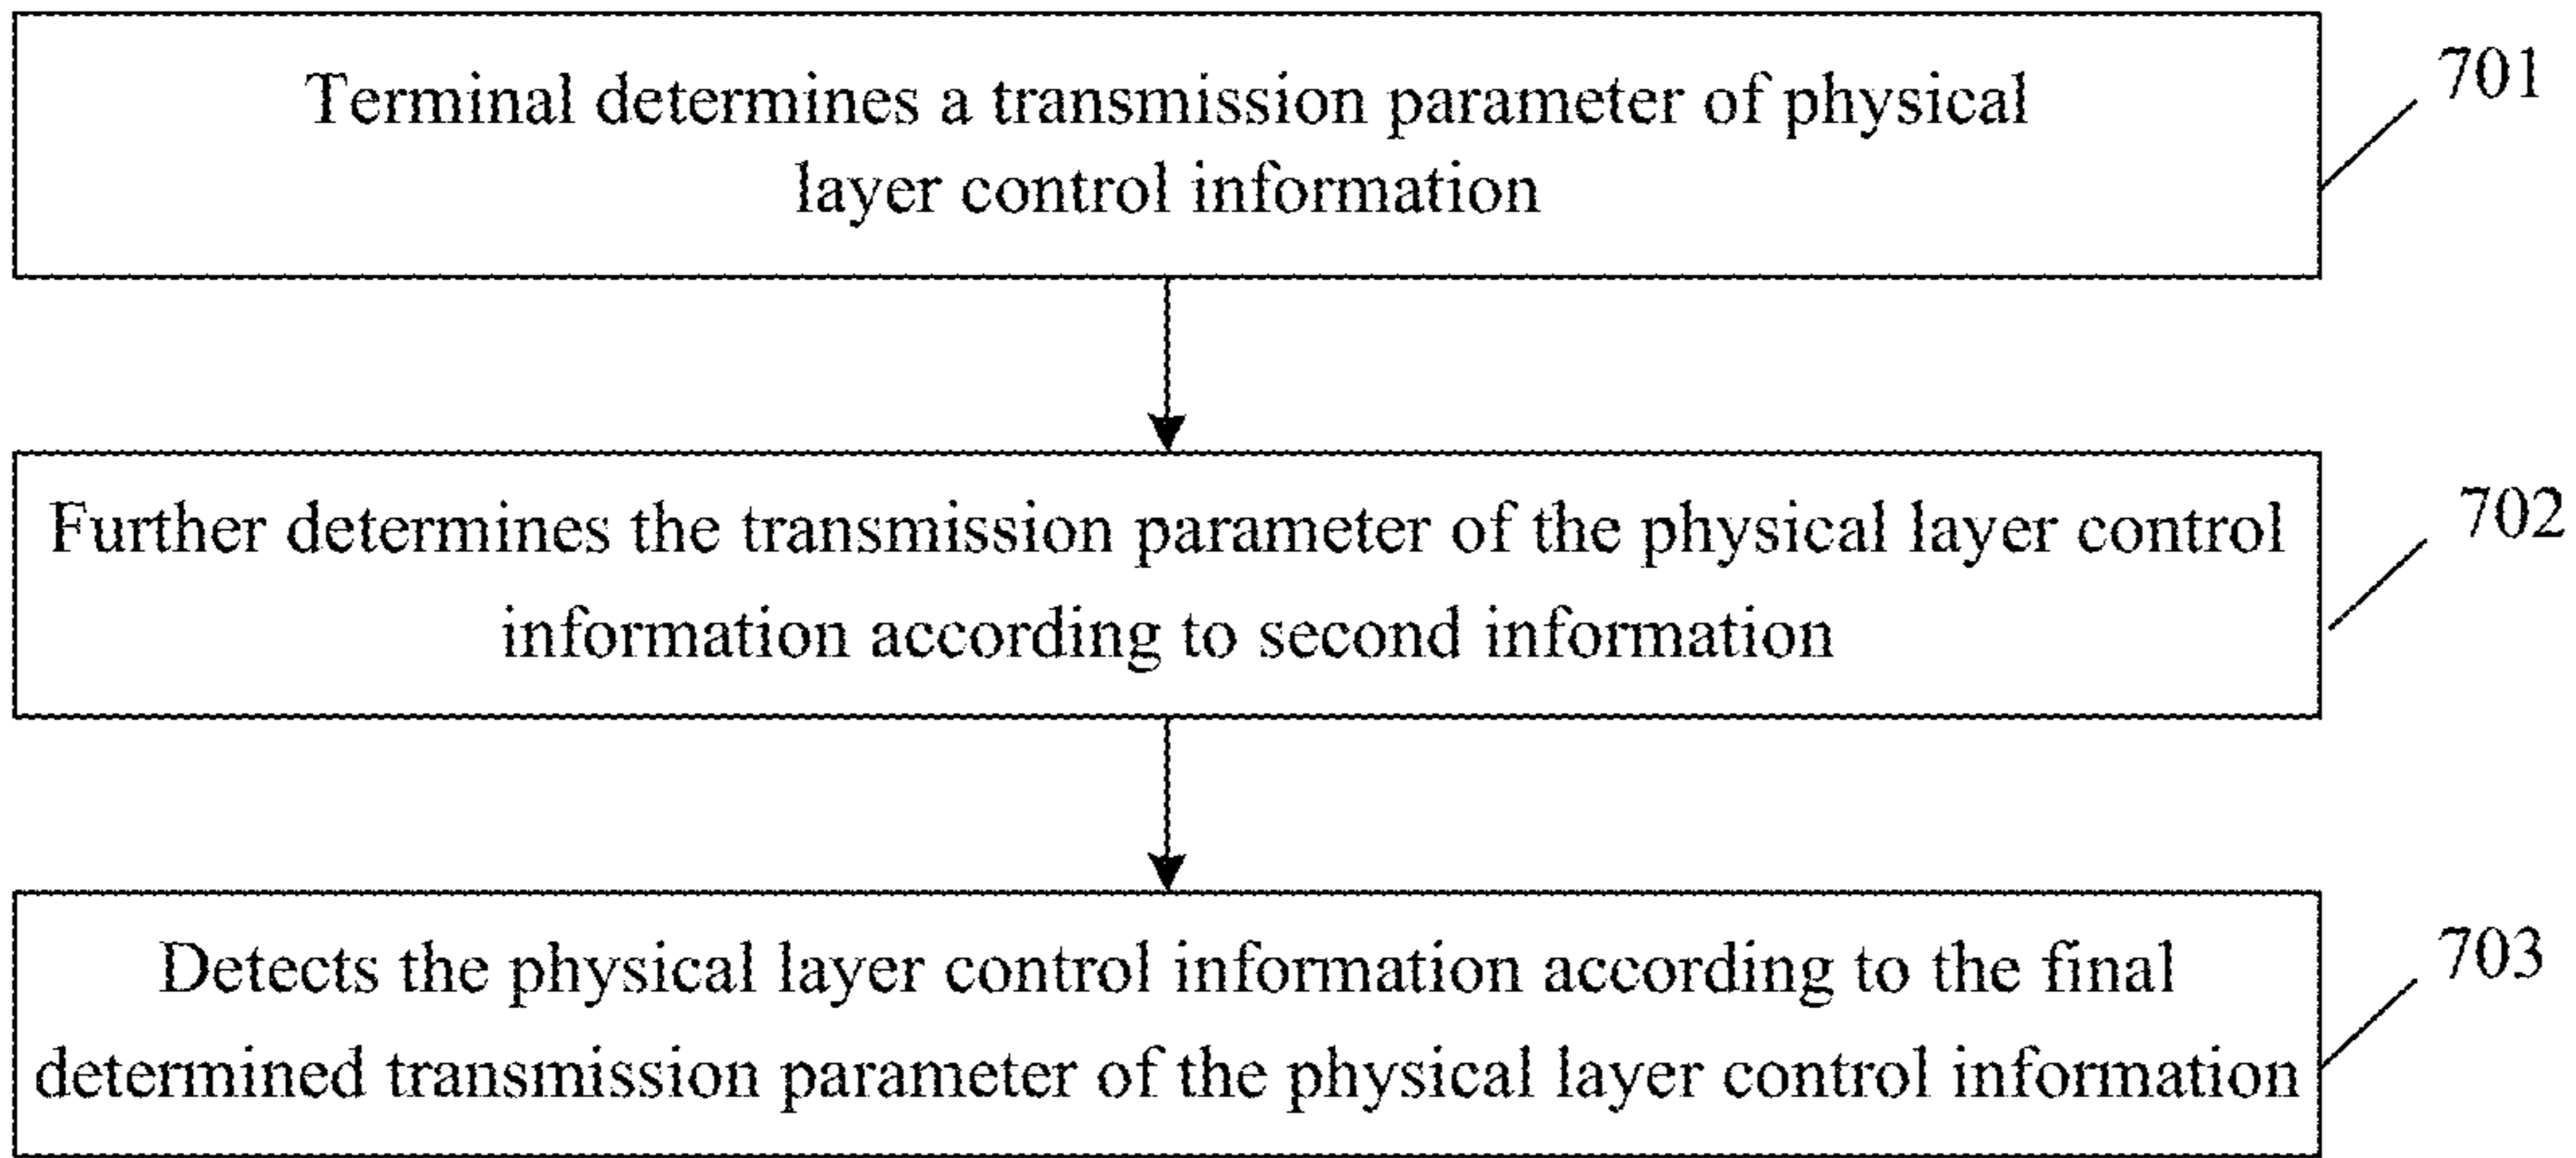 Terminal determines a transmission parameter of physical
layer control information
701
Further determines the transmission parameter of the physical layer control
information according to second information
702
Detects the physical layer control information according to the final
determined transmission parameter of the physical layer control information
703